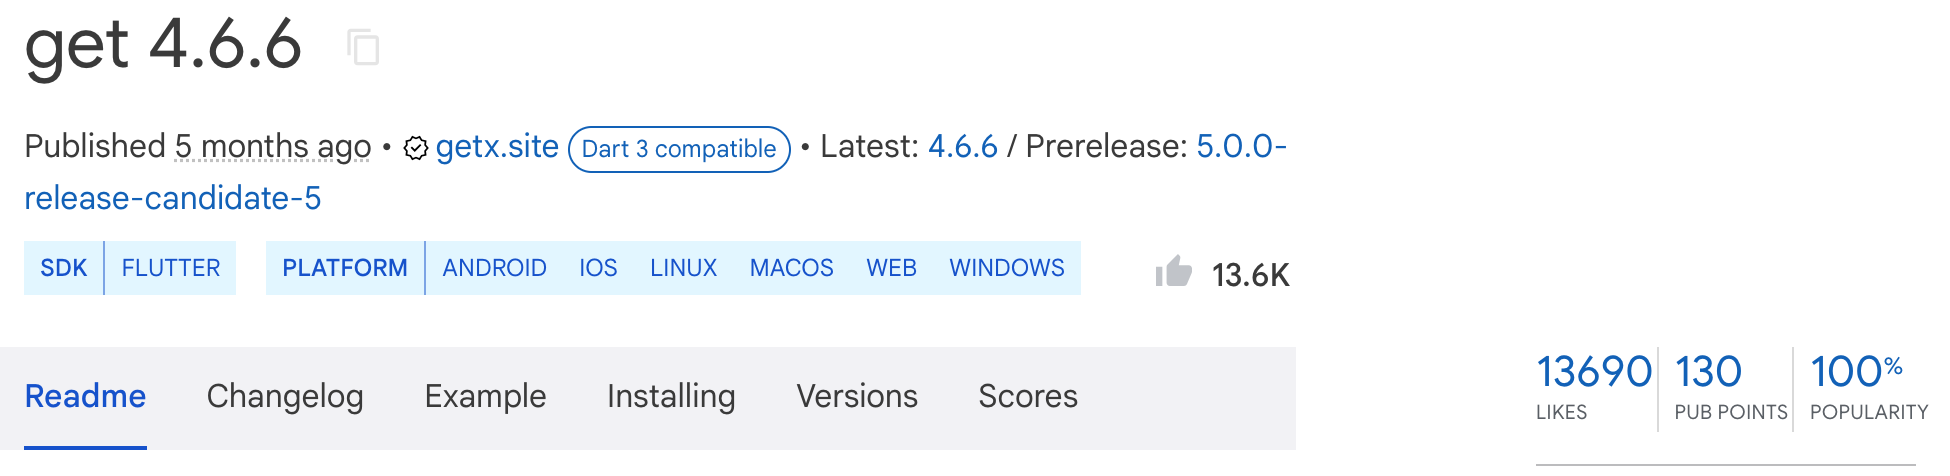 get 4.6.6
Published 5 months ago • getx.site Dart 3 compatible • Latest: 4.6.6 / Prerelease: 5.0.0-
release-candidate-5
SDK FLUTTER PLATFORM ANDROID IOS LINUX MACOS WEB WINDOWS 13.6K
Readme Changelog Example Installing Versions Scores
13690 130 100%
LIKES PUB POINTS POPULARITY